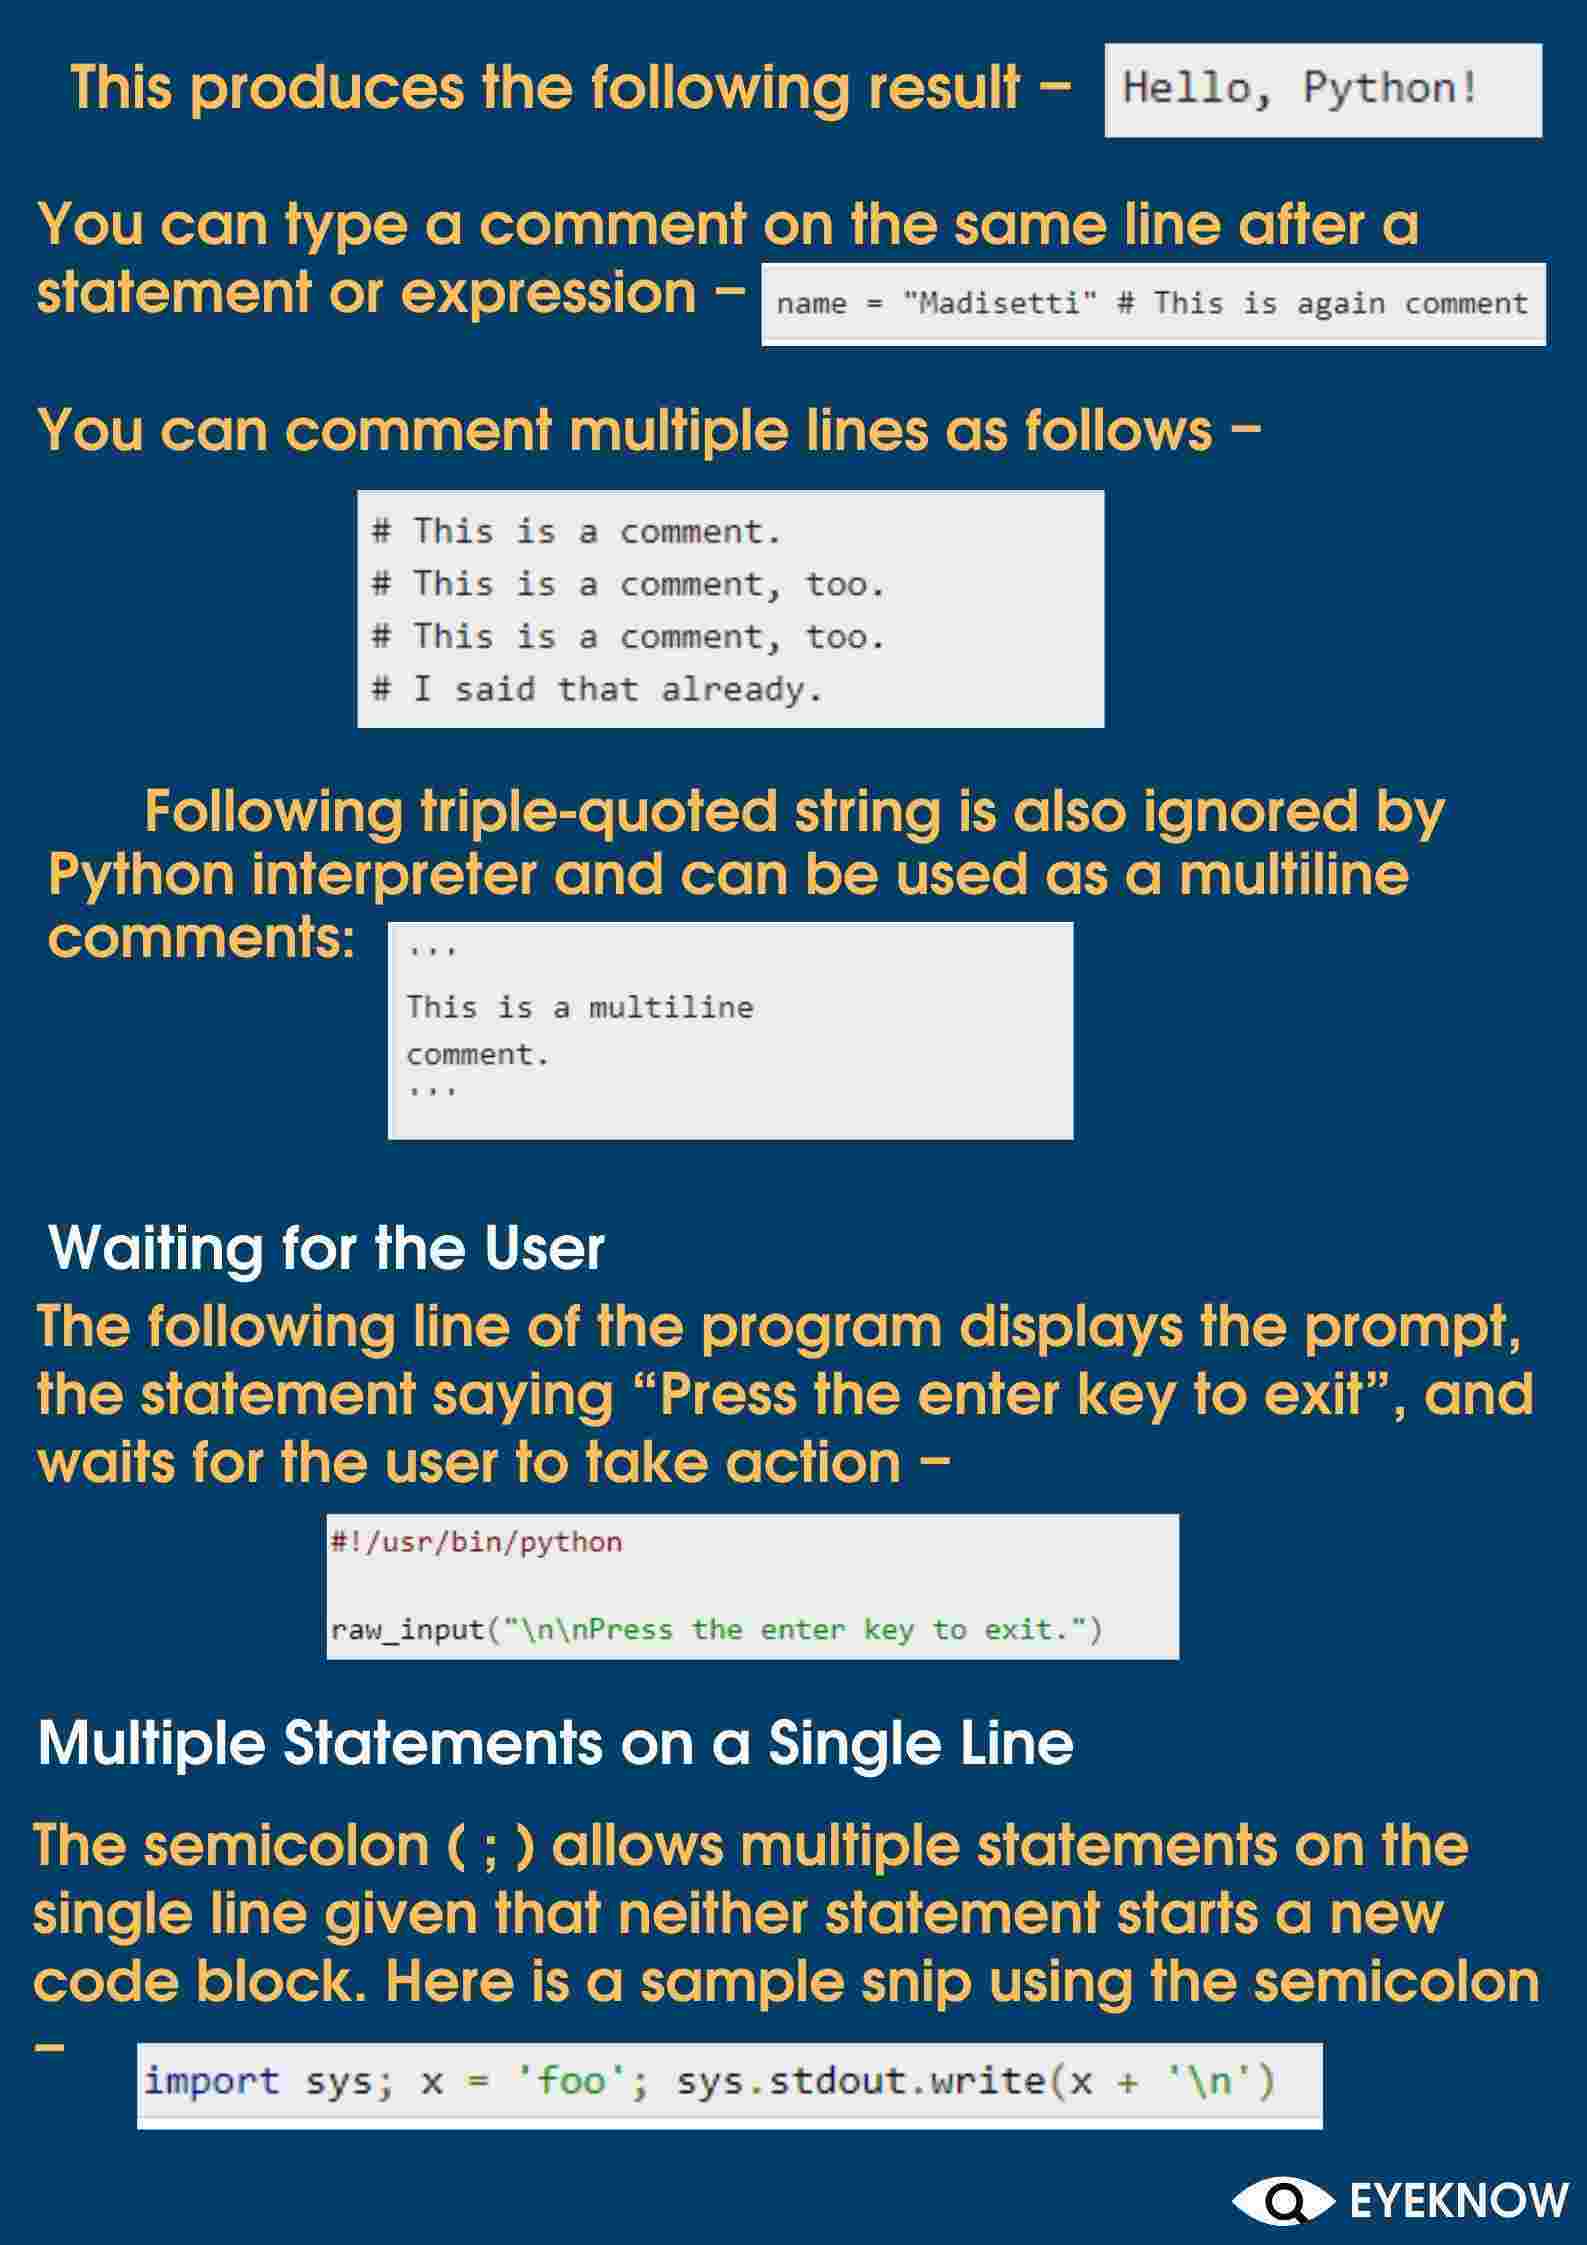 This produces the following result – Hello, Python!
You can type a comment on the same line after a
statement or expression – name = "Madisetti" # This is again comment
You can comment multiple lines as follows –
# This is a comment.
# This is a comment, too.
# This is a comment, too.
# I said that already.
Following triple-quoted string is also ignored by
Python interpreter and can be used as a multiline
comments:
'''
This is a multiline
comment.
'''
Waiting for the User
The following line of the program displays the prompt,
the statement saying “Press the enter key to exit”, and
waits for the user to take action –
#!/usr/bin/python
raw_input("\n\nPress the enter key to exit.")
Multiple Statements on a Single Line
The semicolon ( ; ) allows multiple statements on the
single line given that neither statement starts a new
code block. Here is a sample snip using the semicolon
–
import sys; x = 'foo'; sys.stdout.write(x + '\n')
EYEKNOW